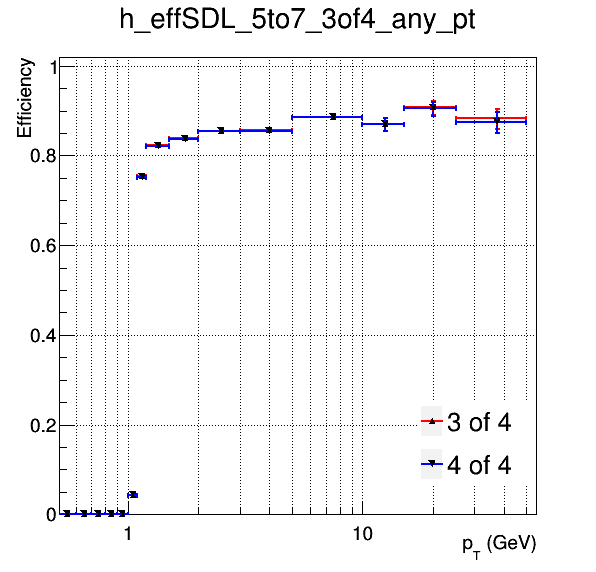 h_effSDL_5to7_3of4_any_pt
Efficiency
1
0.8
0.6
0.4
0.2
0
3 of 4
4 of 4
1
10
p_T (GeV)